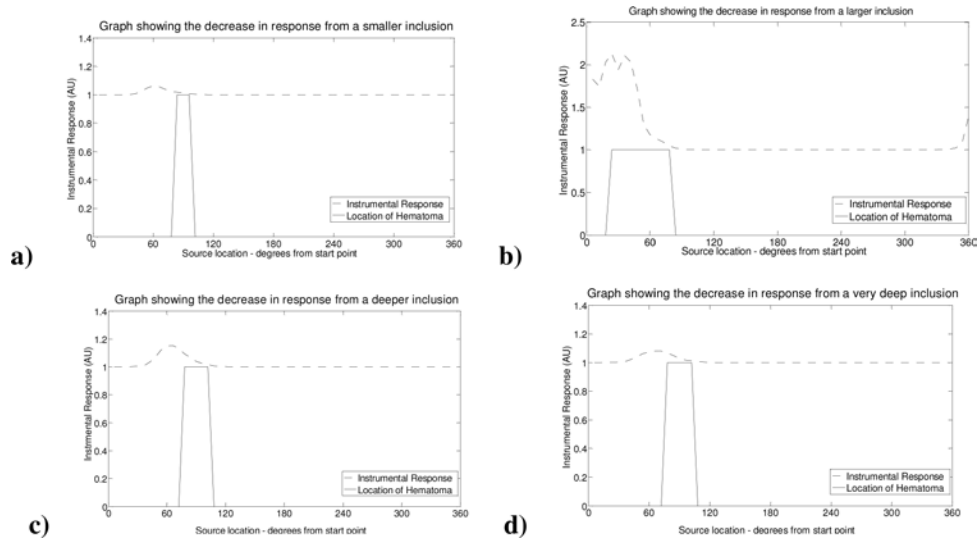 Graph showing the decrease in response from a smaller inclusion
1.4
1.2
1
0.8
0.6
0.4
0.2
0
Instrumental Response (AU)
Instrumental Response
Location of Hematoma
0 60 120 180 240 300 360
Source location - degrees from start point
a)
Graph showing the decrease in response from a larger inclusion
2.5
2
1.5
1
0.5
0
Instrumental Response (AU)
Instrumental Response
Location of Hematoma
0 60 120 180 240 300 360
Source location - degrees from start point
b)
Graph showing the decrease in response from a deeper inclusion
1.4
1.2
1
0.8
0.6
0.4
0.2
0
Instrmental Response (AU)
Instrumental Response
Location of Hematoma
0 60 120 180 240 300 360
Source location - degrees from start point
c)
Graph showing the decrease in response from a very deep inclusion
1.4
1.2
1
0.8
0.6
0.4
0.2
0
Instrumental Response (AU)
Instrumental Response
Location of Hematoma
0 60 120 180 240 300 360
Source location - degrees from start point
d)